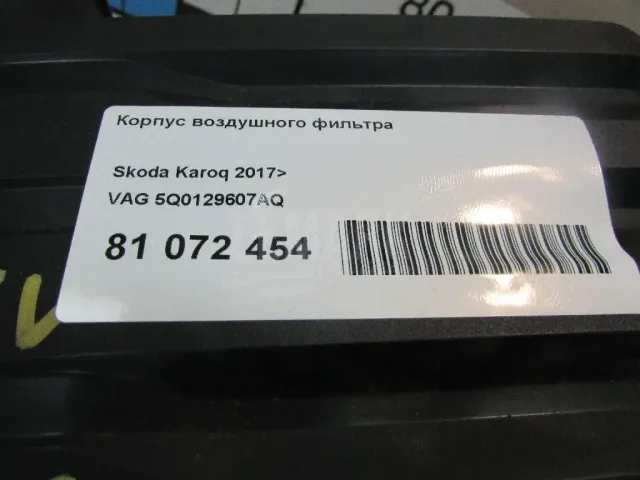 Корпус воздушного фильтра
Skoda Karoq 2017>
VAG 5Q0129607AQ
81 072 454